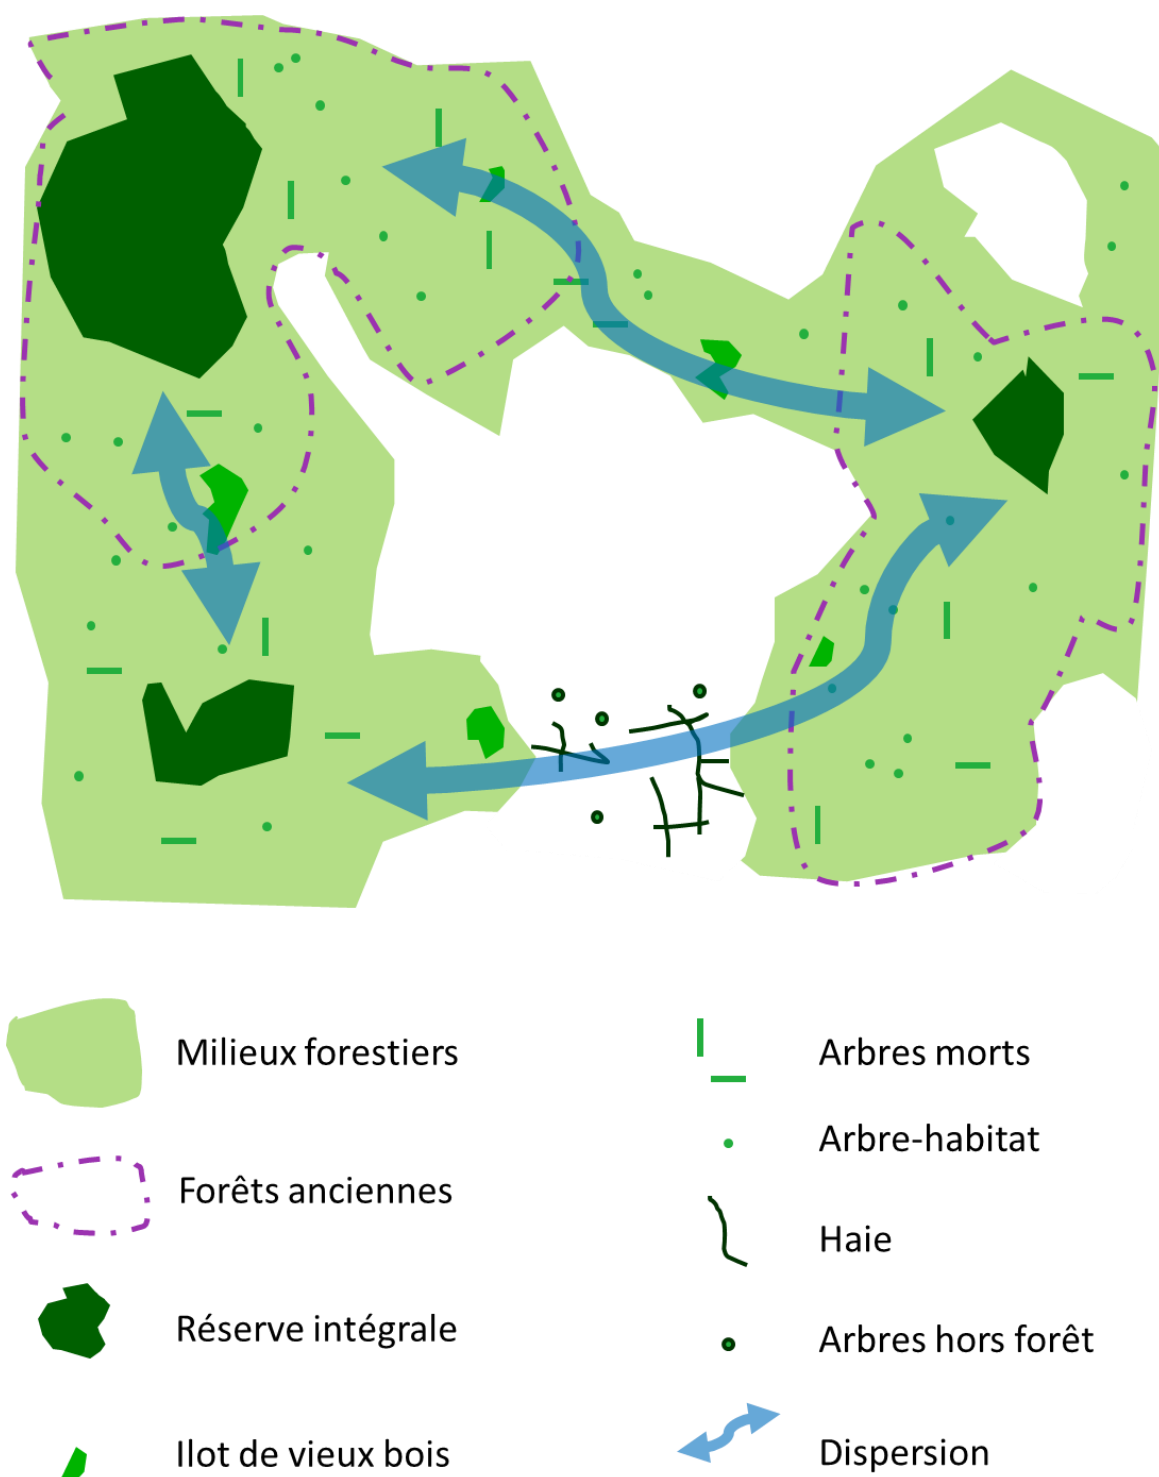 Milieux forestiers
Forêts anciennes
Réserve intégrale
Ilot de vieux bois
Arbres morts
Arbre-habitat
Haie
Arbres hors forêt
Dispersion